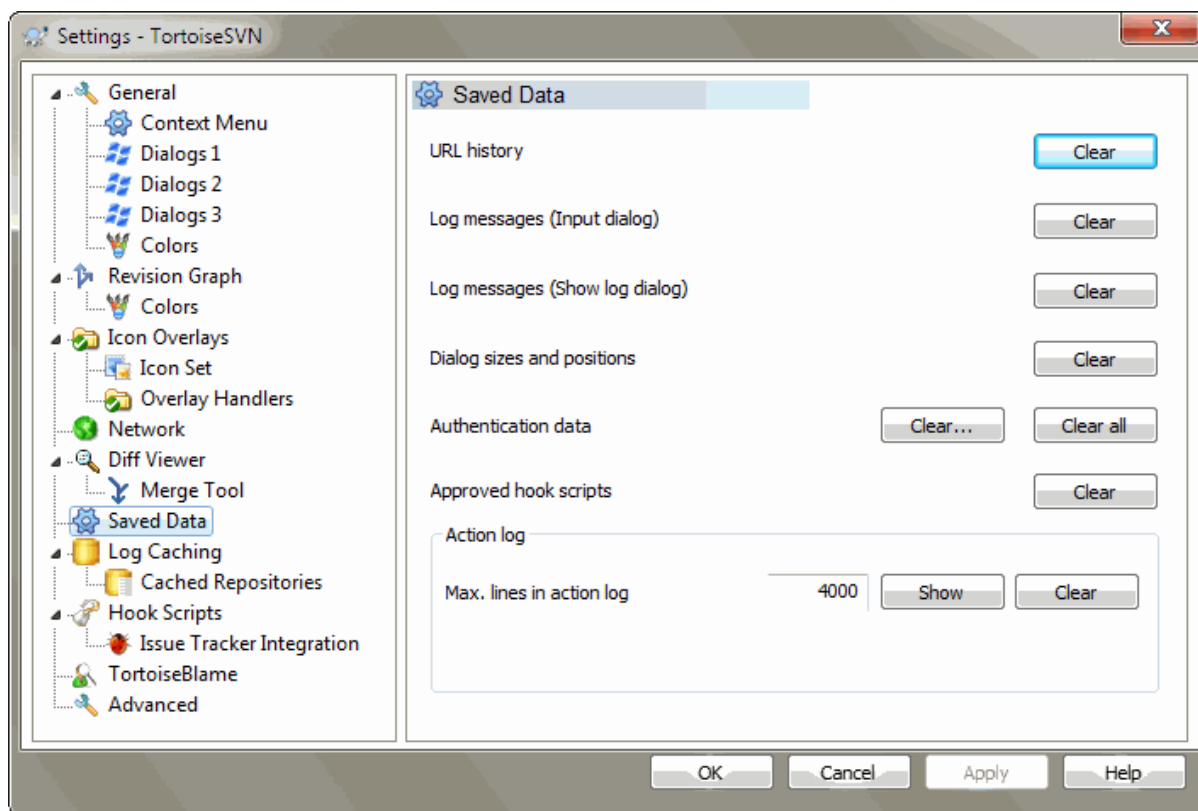 Settings - TortoiseSVN
General
Context Menu
Dialogs 1
Dialogs 2
Dialogs 3
Colors
Revision Graph
Colors
Icon Overlays
Icon Set
Overlay Handlers
Network
Diff Viewer
Merge Tool
Saved Data
Log Caching
Cached Repositories
Hook Scripts
Issue Tracker Integration
TortoiseBlame
Advanced
Saved Data
URL history Clear
Log messages (Input dialog) Clear
Log messages (Show log dialog) Clear
Dialog sizes and positions Clear
Authentication data Clear... Clear all
Approved hook scripts Clear
Action log
Max. lines in action log 4000 Show Clear
OK Cancel Apply Help